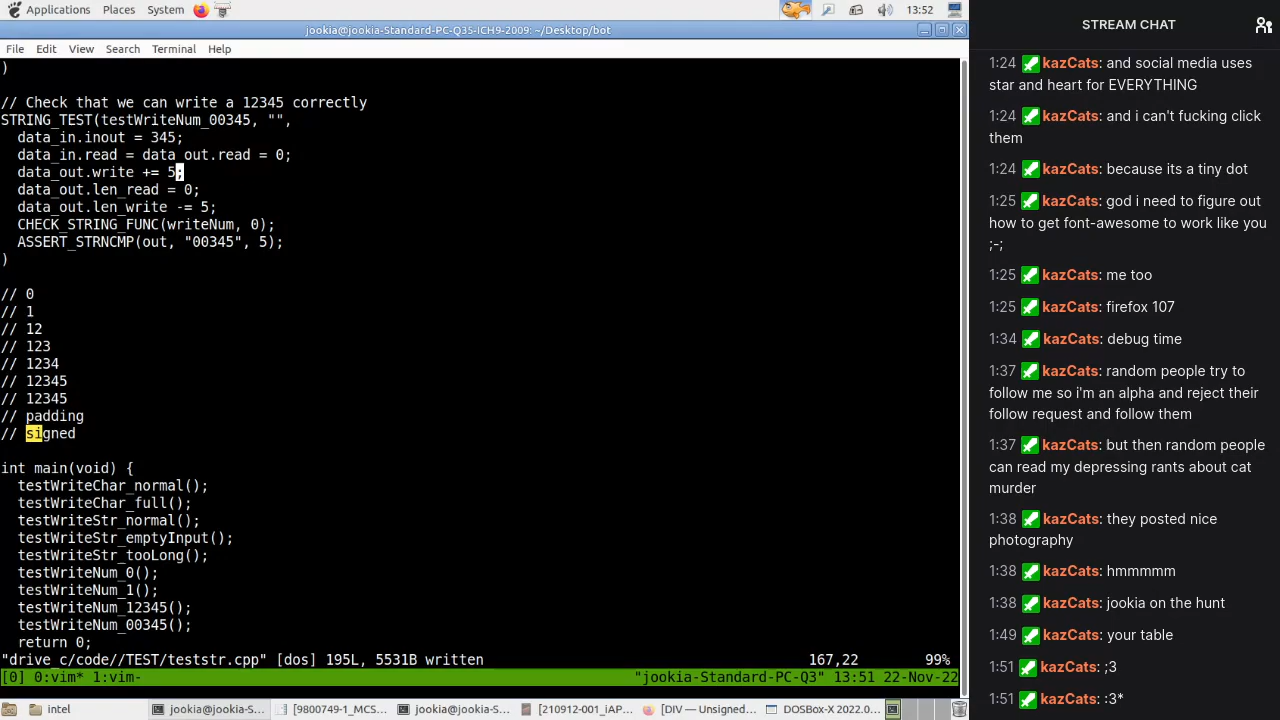 Applications Places System 13:52
jookia@jookia-Standard-PC-Q35-ICH9-2009: ~/Desktop/bot
File Edit View Search Terminal Help
)
// Check that we can write a 12345 correctly
STRING_TEST(testWriteNum_00345, "",
  data_in.inout = 345;
  data_in.read = data_out.read = 0;
  data_out.write += 5;
  data_out.len_read = 0;
  data_out.len_write -= 5;
  CHECK_STRING_FUNC(writeNum, 0);
  ASSERT_STRNCMP(out, "00345", 5);
)
// 0
// 1
// 12
// 123
// 1234
// 12345
// 12345
// padding
// signed
int main(void) {
  testWriteChar_normal();
  testWriteChar_full();
  testWriteStr_normal();
  testWriteStr_emptyInput();
  testWriteStr_tooLong();
  testWriteNum_0();
  testWriteNum_1();
  testWriteNum_12345();
  testWriteNum_00345();
  return 0;
"drive_c/code//TEST/teststr.cpp" [dos] 195L, 5531B written 167,22 99%
[0] 0:vim* 1:vim- "jookia-Standard-PC-Q3" 13:51 22-Nov-22
intel jookia@jookia-S... [980819-9-1_MCS... jookia@jookia-S... [210912-001_iAP... [DIV — Unsigned... DOSBox-X 2022.0...
STREAM CHAT
1:24 kazCats: and social media uses
star and heart for EVERYTHING
1:24 kazCats: and i can't fucking click
them
1:24 kazCats: because its a tiny dot
1:25 kazCats: god i need to figure out
how to get font-awesome to work like you
;-;
1:25 kazCats: me too
1:25 kazCats: firefox 107
1:34 kazCats: debug time
1:37 kazCats: random people try to
follow me so i'm an alpha and reject their
follow request and follow them
1:37 kazCats: but then random people
can read my depressing rants about cat
murder
1:38 kazCats: they posted nice
photography
1:38 kazCats: hmmmmm
1:38 kazCats: jookia on the hunt
1:49 kazCats: your table
1:51 kazCats: ;3
1:51 kazCats: :3*